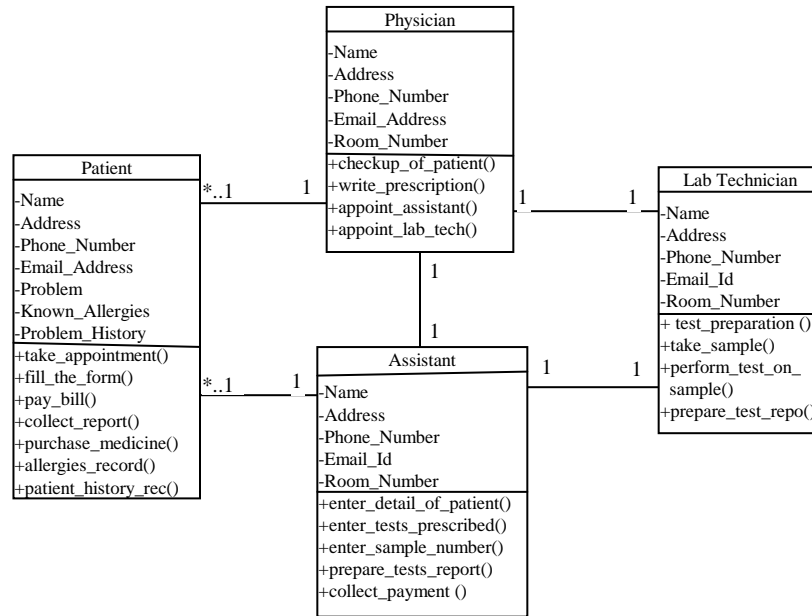 Physician
-Name
-Address
-Phone_Number
-Email_Address
-Room_Number
+checkup_of_patient()
+write_prescription()
+appoint_assistant()
+appoint_lab_tech()
Patient
-Name
-Address
-Phone_Number
-Email_Address
-Problem
-Known_Allergies
-Problem_History
+take_appointment()
+fill_the_form()
+pay_bill()
+collect_report()
+purchase_medicine()
+allergies_record()
+patient_history_rec()
*..1
1
1
1
Lab Technician
-Name
-Address
-Phone_Number
-Email_Id
-Room_Number
+ test_preparation ()
+take_sample()
+perform_test_on_
sample()
+prepare_test_repo()
1
1
*..1
1
1
1
Assistant
-Name
-Address
-Phone_Number
-Email_Id
-Room_Number
+enter_detail_of_patient()
+enter_tests_prescribed()
+enter_sample_number()
+prepare_tests_report()
+collect_payment ()